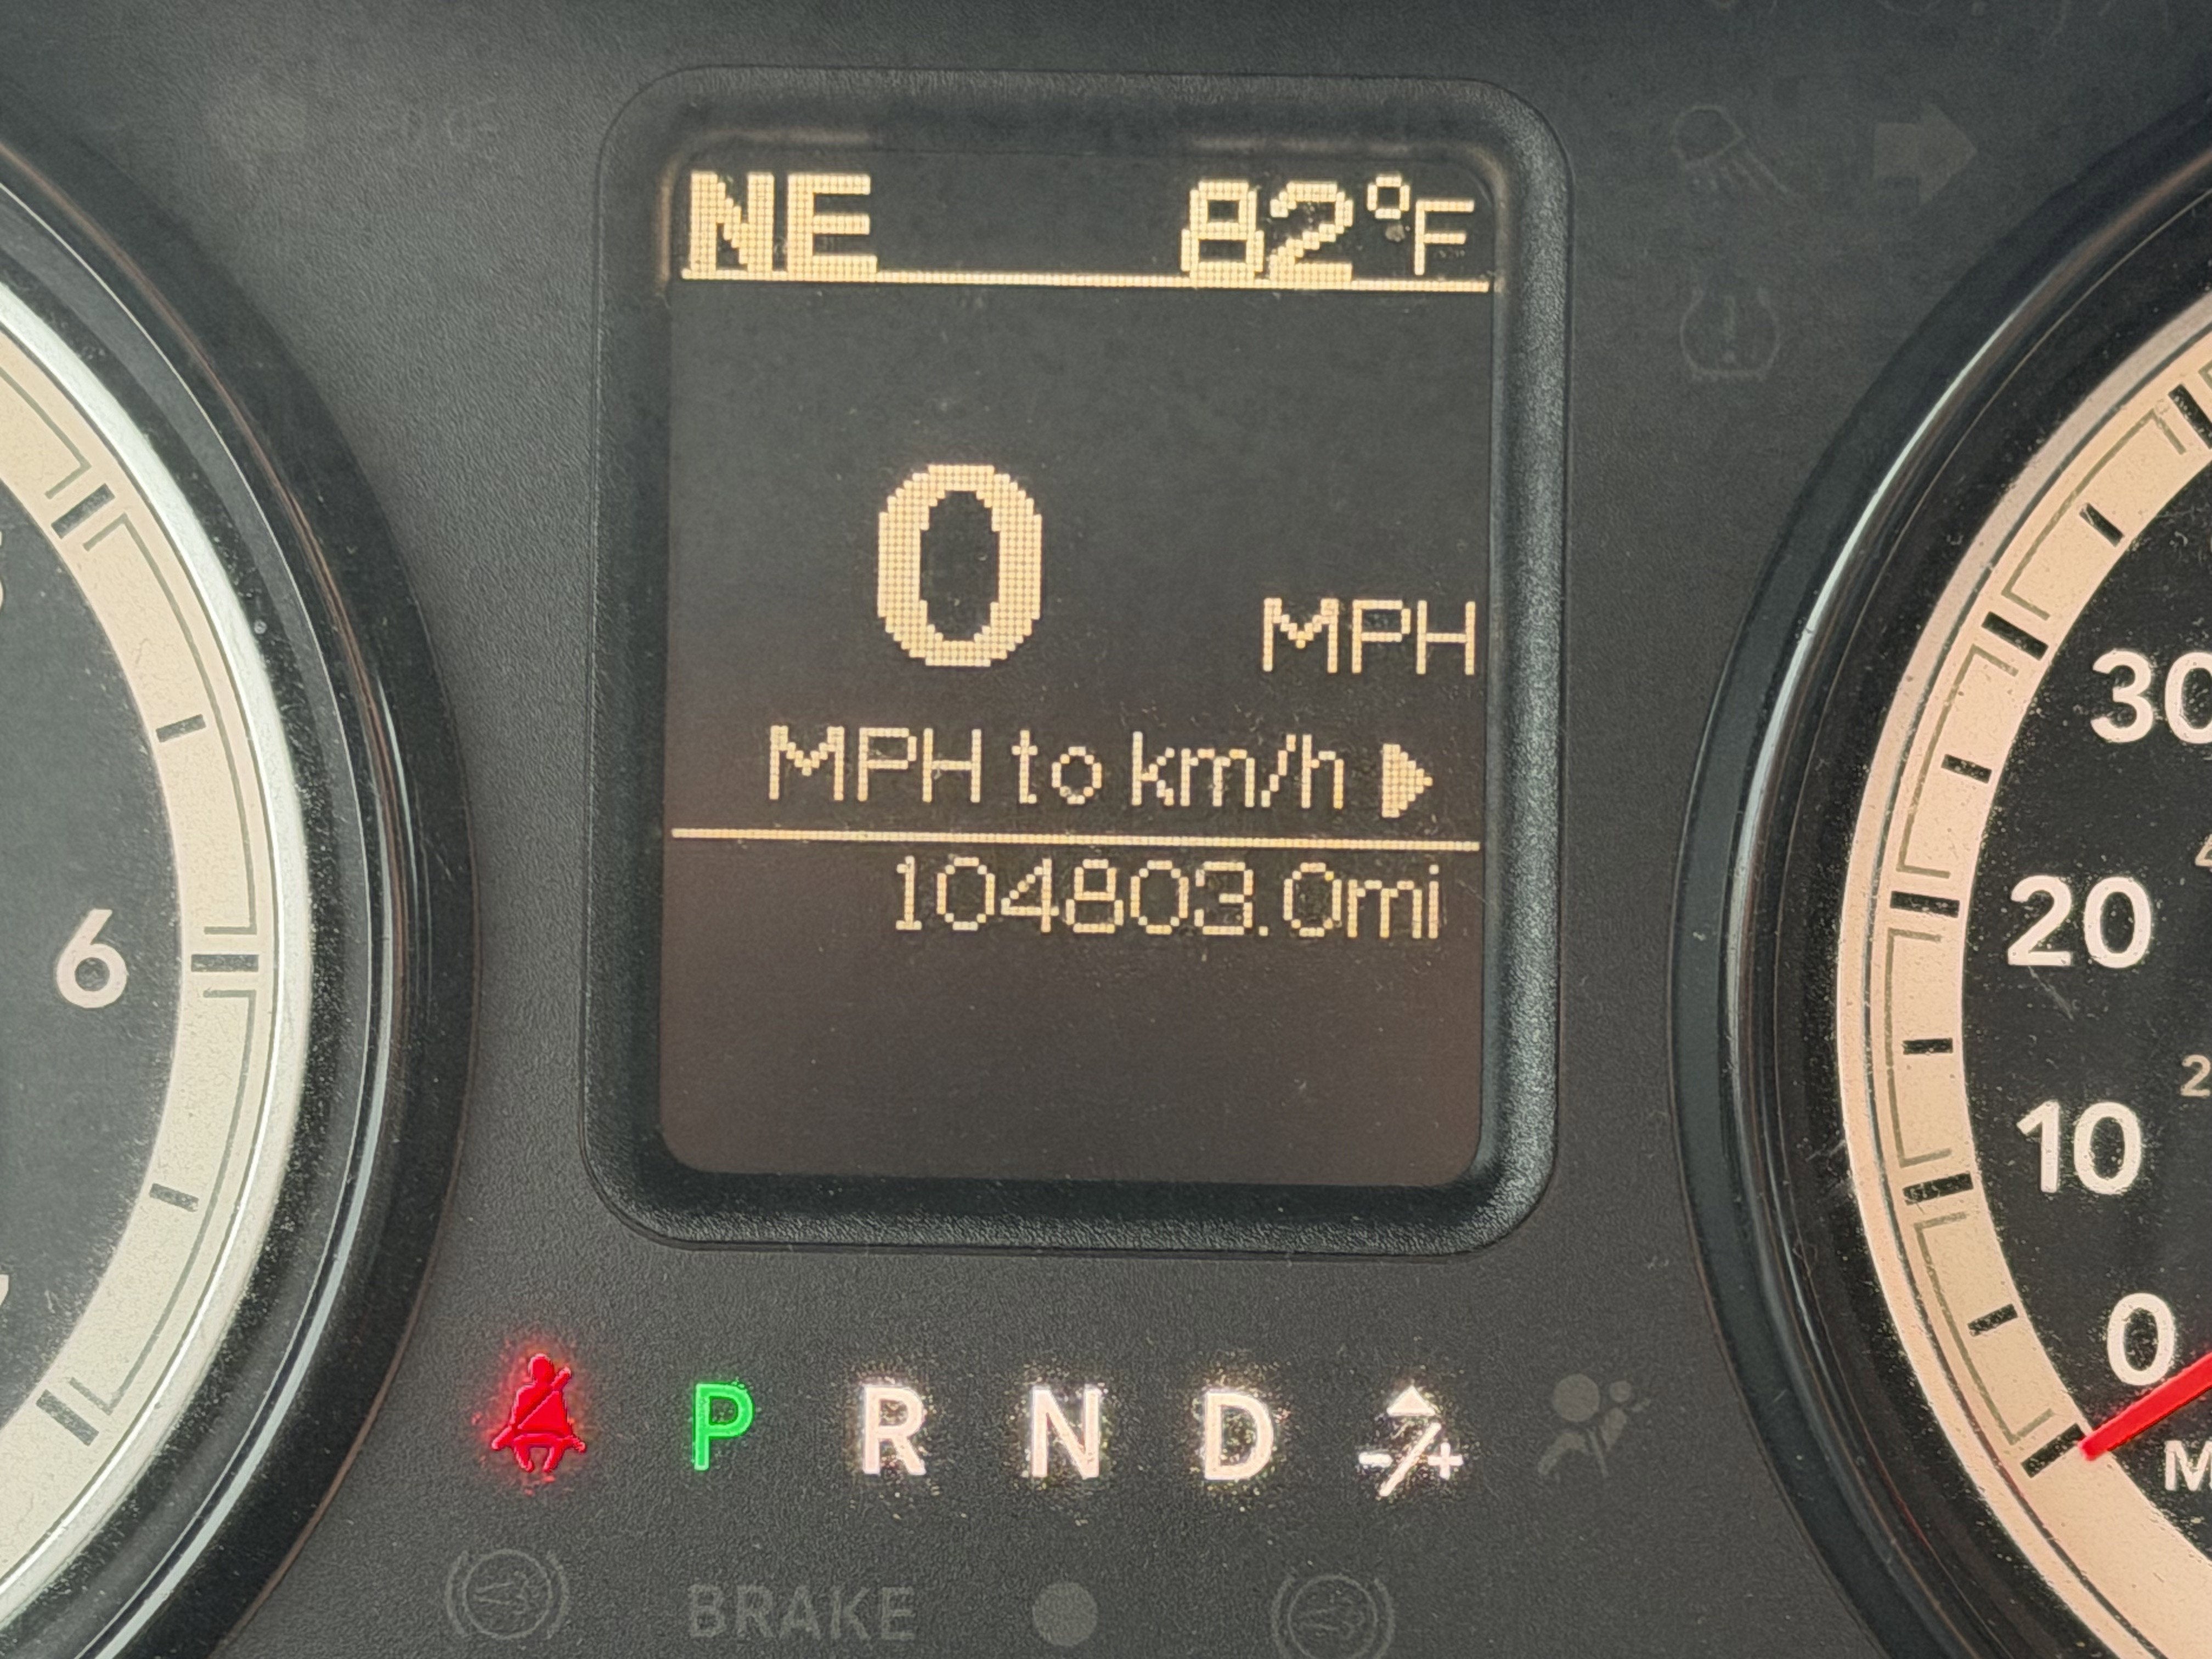 NE 82°F
0 MPH
MPH to km/h
104803.0mi
30
20
6
10
0
P R N D -/+
BRAKE